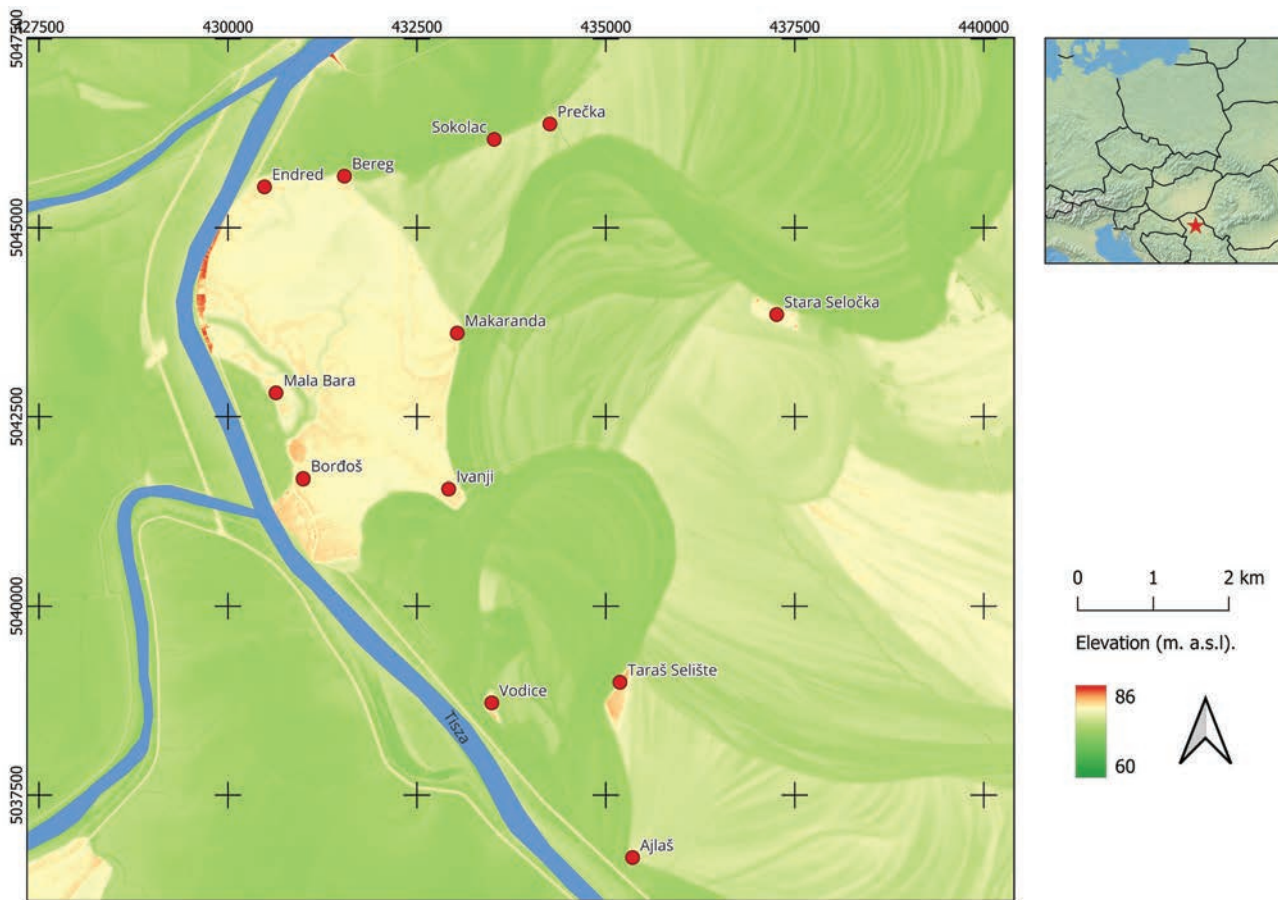 427500 430000 432500 435000 437500 440000
5047500
Prečka
Sokolac
Bereg
Endred
5045000
Stara Seločka
Makaranda
Mala Bara
5042500
Borđoš
Ivanji
0 1 2 km
5040000
Elevation (m. a.s.l).
Taraš Selište
86
Vodice
Tisza
60
5037500
Ajlaš